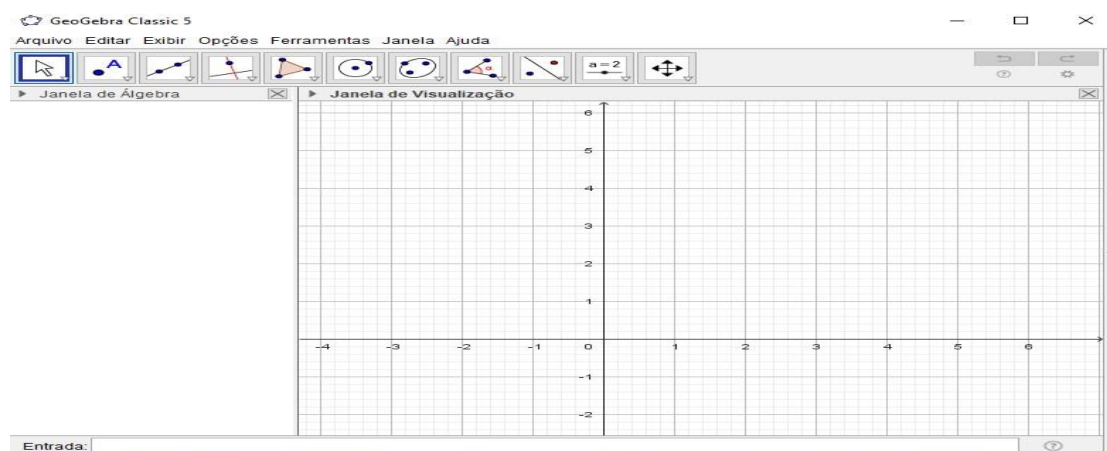 GeoGebra Classic 5
Arquivo Editar Exibir Opções Ferramentas Janela Ajuda
A α a = 2
Janela de Álgebra
Janela de Visualização
6
5
4
3
2
1
-4 -3 -2 -1 0 1 2 3 4 5 6
-1
-2
Entrada: